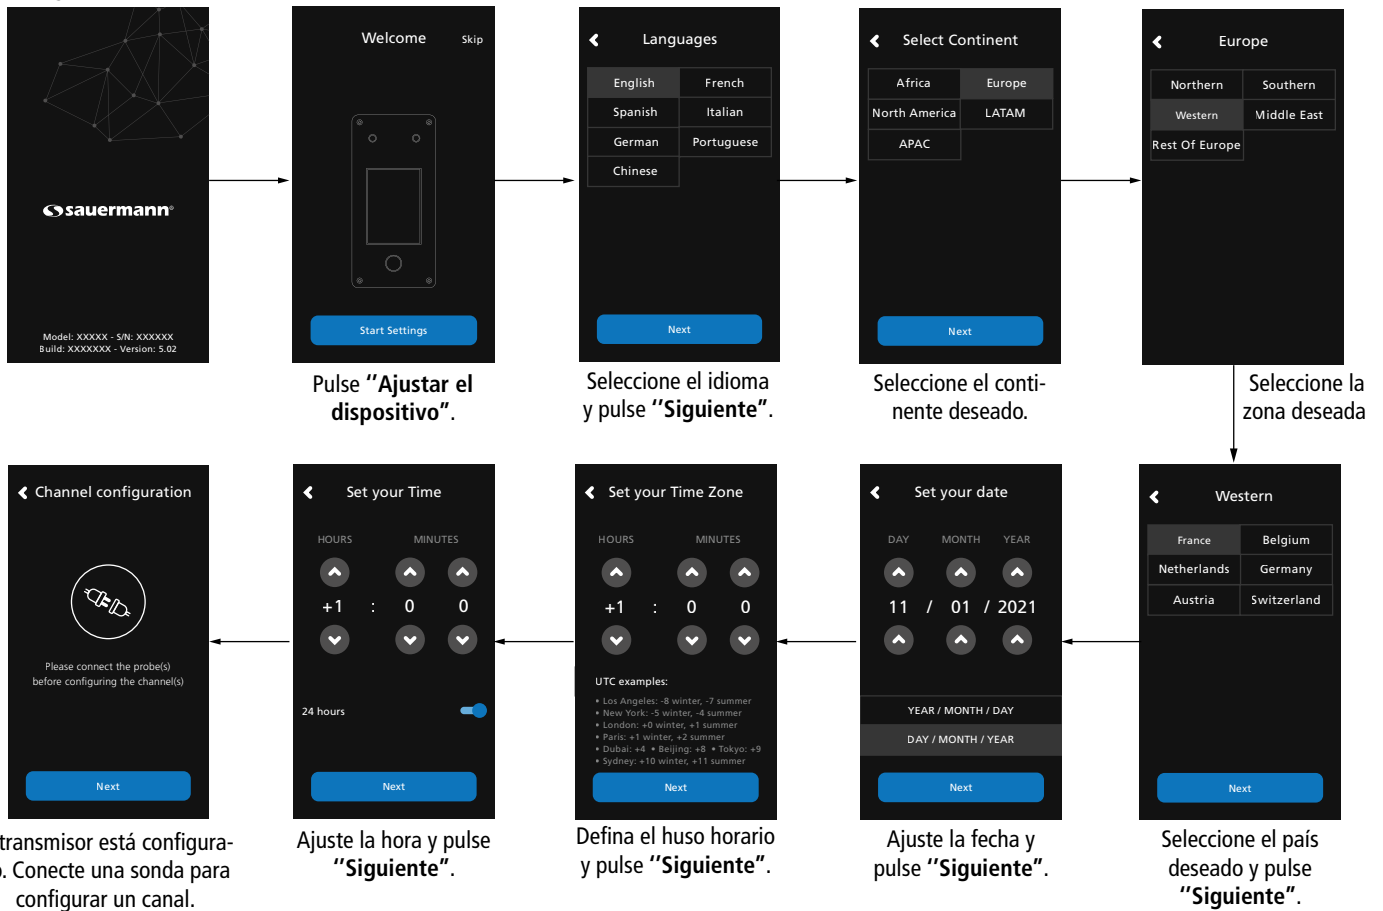 sauermann®
Model: XXXXX - S/N: XXXXXX
Build: XXXXXXX - Version: 5.02
Welcome
Skip
Start Settings
Pulse ‘‘Ajustar el
dispositivo”.
Languages
English French
Spanish Italian
German Portuguese
Chinese
Next
Seleccione el idioma
y pulse ‘‘Siguiente”.
Select Continent
Africa Europe
North America LATAM
APAC
Next
Seleccione el conti-
nente deseado.
Europe
Northern Southern
Western Middle East
Rest Of Europe
Seleccione la
zona deseada
Western
France Belgium
Netherlands Germany
Austria Switzerland
Next
Seleccione el país
deseado y pulse
‘‘Siguiente”.
Set your date
DAY MONTH YEAR
11 / 01 / 2021
YEAR / MONTH / DAY
DAY / MONTH / YEAR
Next
Ajuste la fecha y
pulse ‘‘Siguiente”.
Set your Time Zone
HOURS MINUTES
+1 : 0 0
UTC examples:
• Los Angeles: -8 winter, -7 summer
• New York: -5 winter, -4 summer
• London: +0 winter, +1 summer
• Paris: +1 winter, +2 summer
• Dubai: +4 • Beijing: +8 • Tokyo: +9
• Sydney: +10 winter, +11 summer
Next
Defina el huso horario
y pulse ‘‘Siguiente”.
Set your Time
HOURS MINUTES
+1 : 0 0
24 hours
Next
Ajuste la hora y pulse
‘‘Siguiente”.
Channel configuration
Please connect the probe(s)
before configuring the channel(s)
Next
transmisor está configura-
. Conecte una sonda para
configurar un canal.